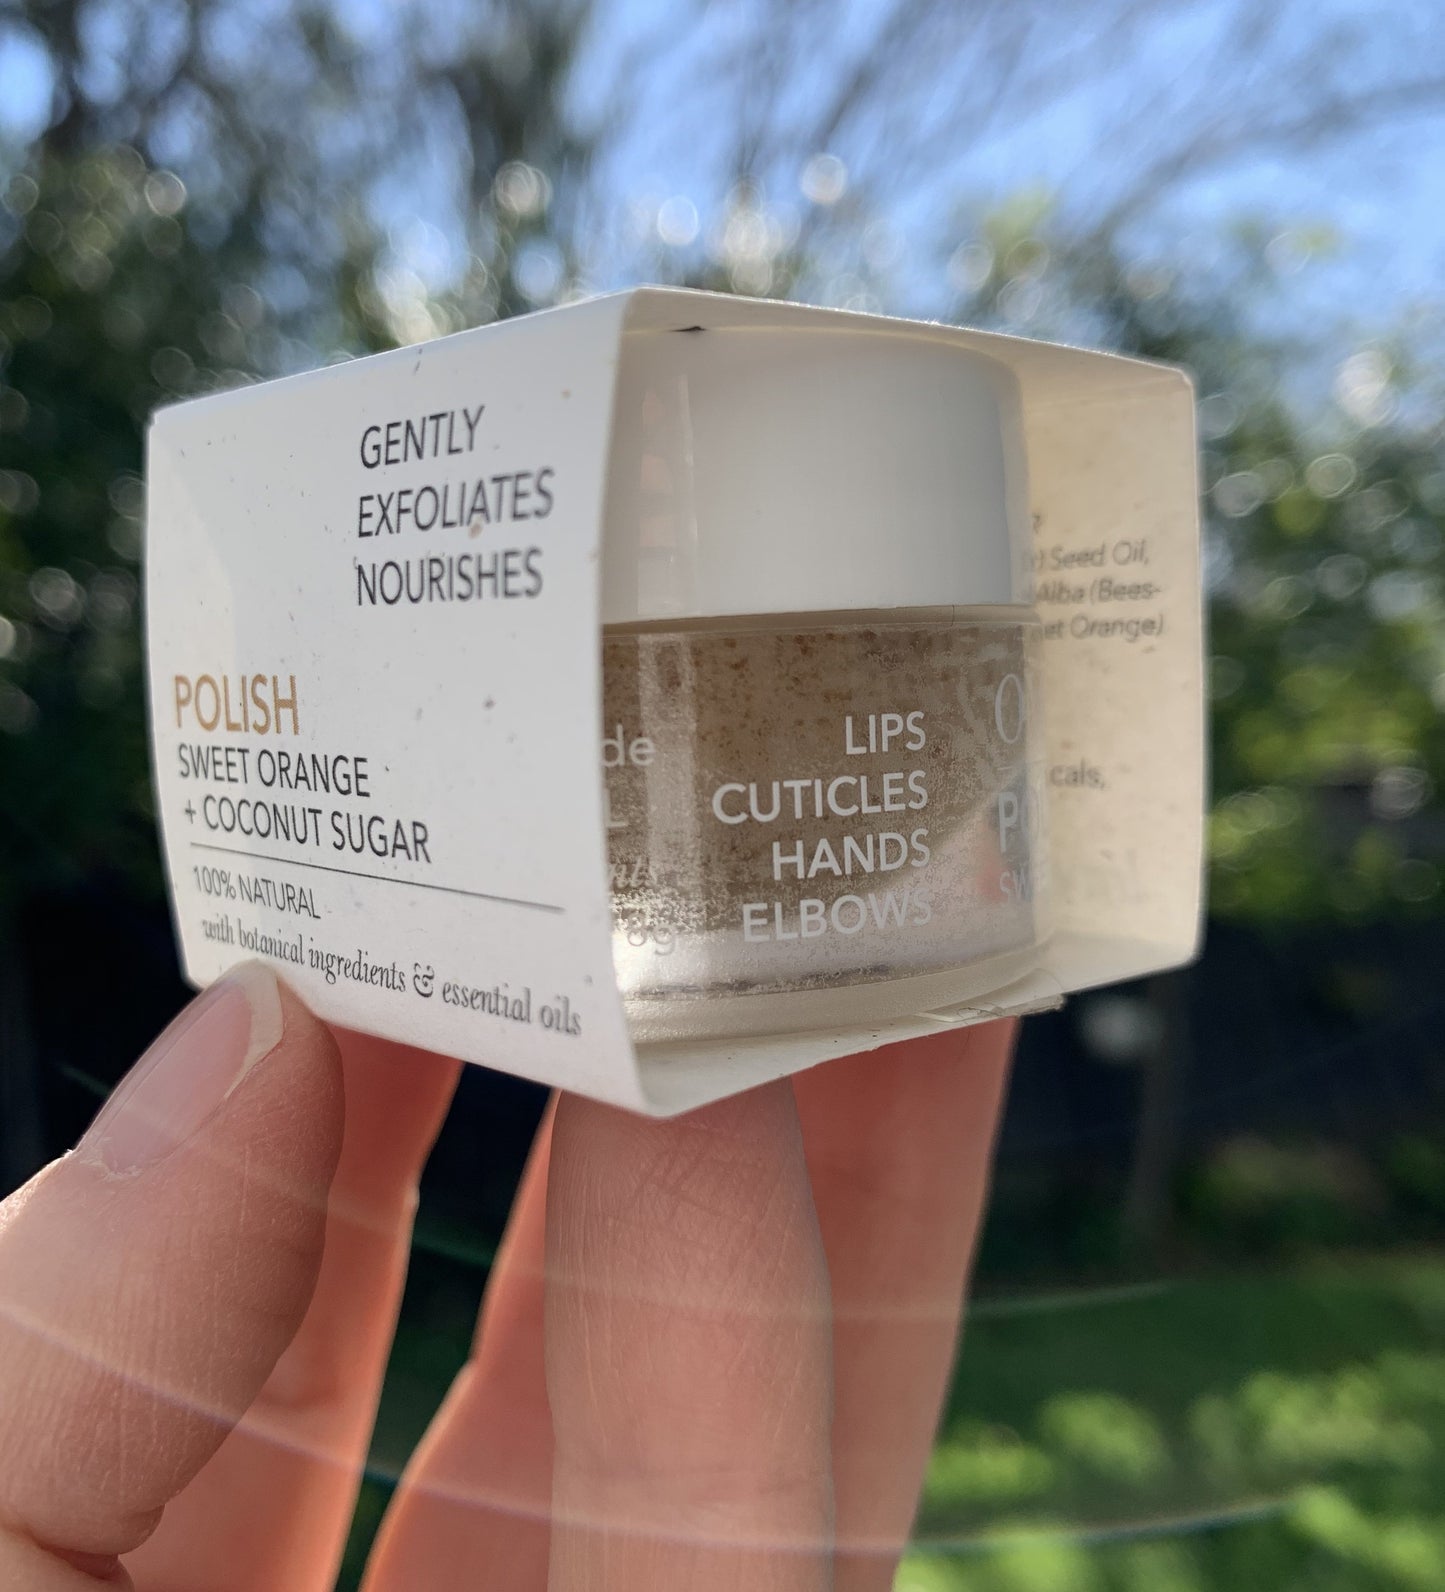 GENTLY
EXFOLIATES
NOURISHES
POLISH
SWEET ORANGE
+ COCONUT SUGAR
100% NATURAL
with botanical ingredients & essential oils
LIPS
CUTICLES
HANDS
ELBOWS
Seed Oil,
Alba (Bees-
Orange)